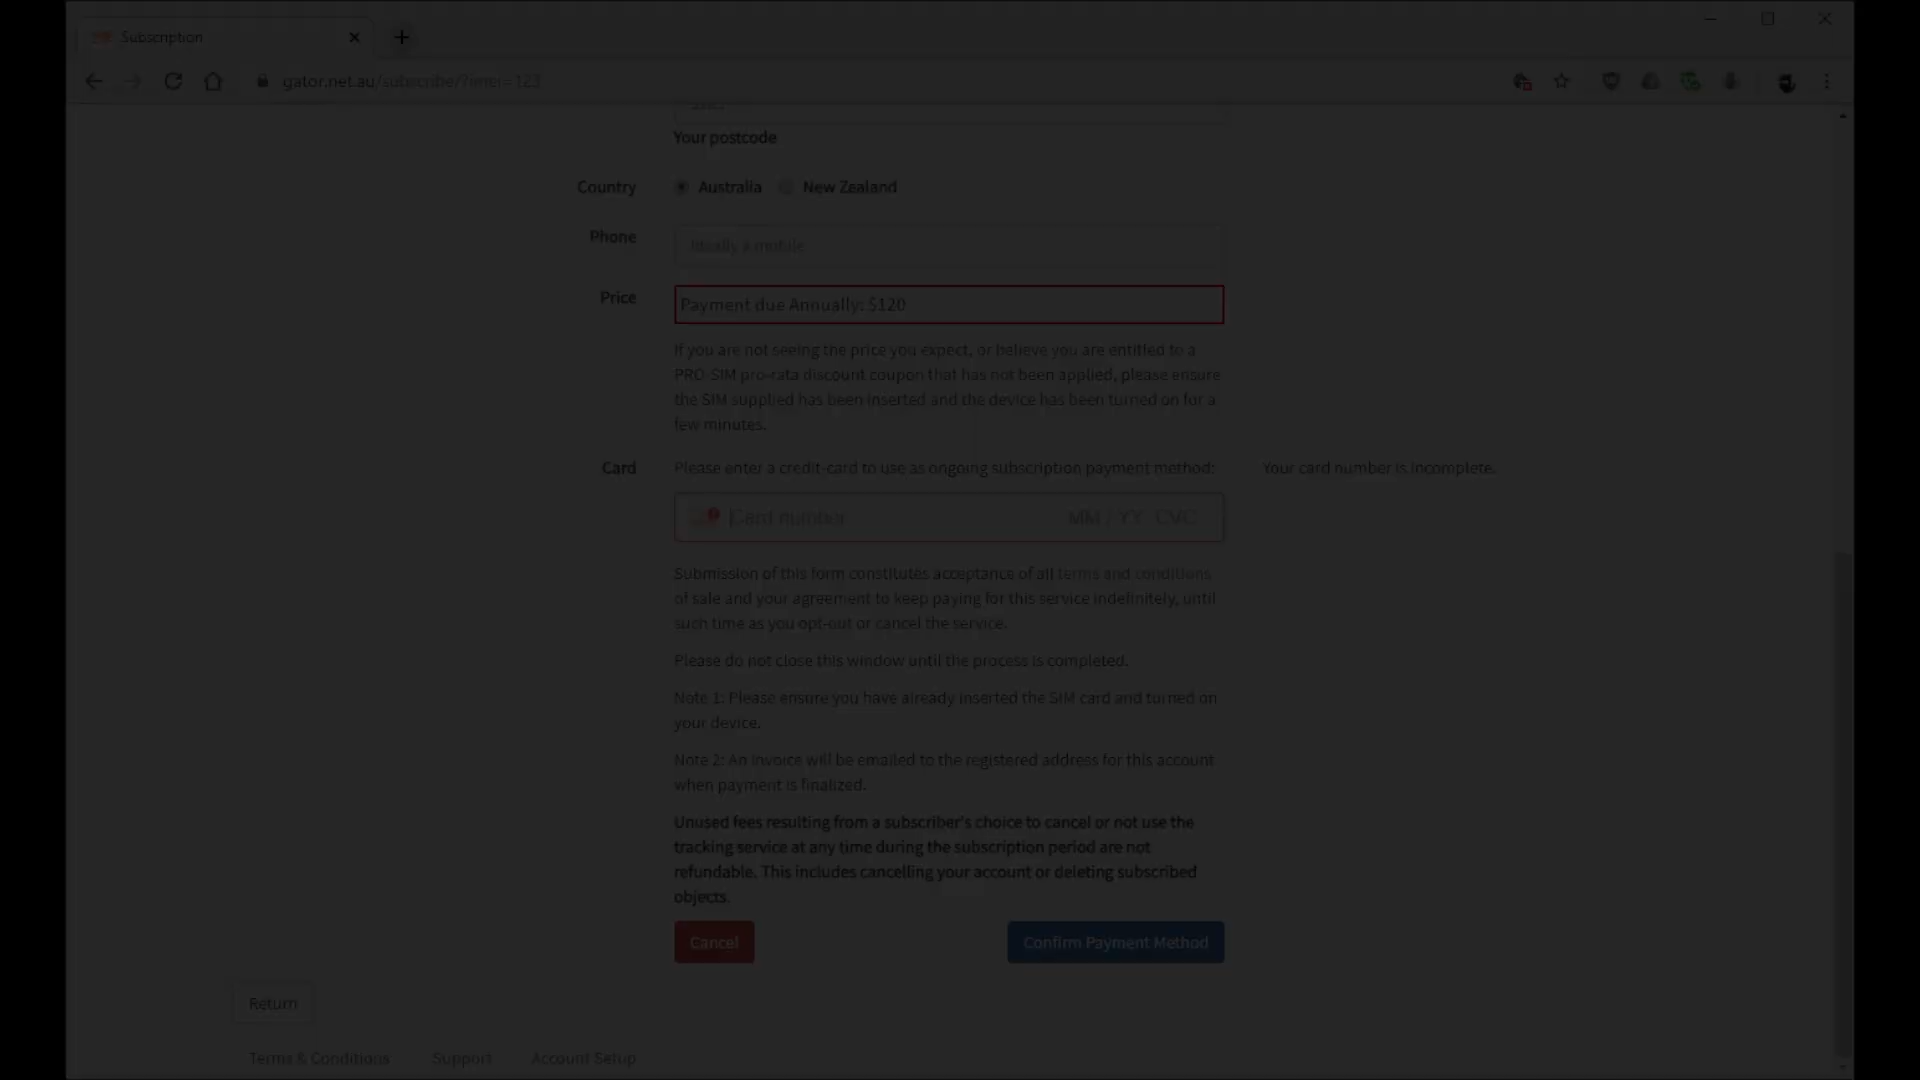 Subscription
gator.net.au/subscribe/?imei=123
Your postcode
Country
Australia
New Zealand
Phone
Usually a mobile
Price
Payment due Annually: $120
If you are not seeing the price you expect, or believe you are entitled to a
PRO-SIM pro-rata discount coupon that has not been applied, please ensure
the SIM supplied has been inserted and the device has been turned on for a
few minutes.
Card
Please enter a credit-card to use as ongoing subscription payment method:
Your card number is incomplete.
Card number
MM / YY CVC
Submission of this form constitutes acceptance of all terms and conditions
of sale and your agreement to keep paying for this service indefinitely, until
such time as you opt-out or cancel the service.
Please do not close this window until the process is completed.
Note 1: Please ensure you have already inserted the SIM card and turned on
your device.
Note 2: An invoice will be emailed to the registered address for this account
when payment is finalized.
Unused fees resulting from a subscriber's choice to cancel or not use the
tracking service at any time during the subscription period are not
refundable. This includes cancelling your account or deleting subscribed
objects.
Cancel
Confirm Payment Method
Return
Terms & Conditions
Support
Account Setup